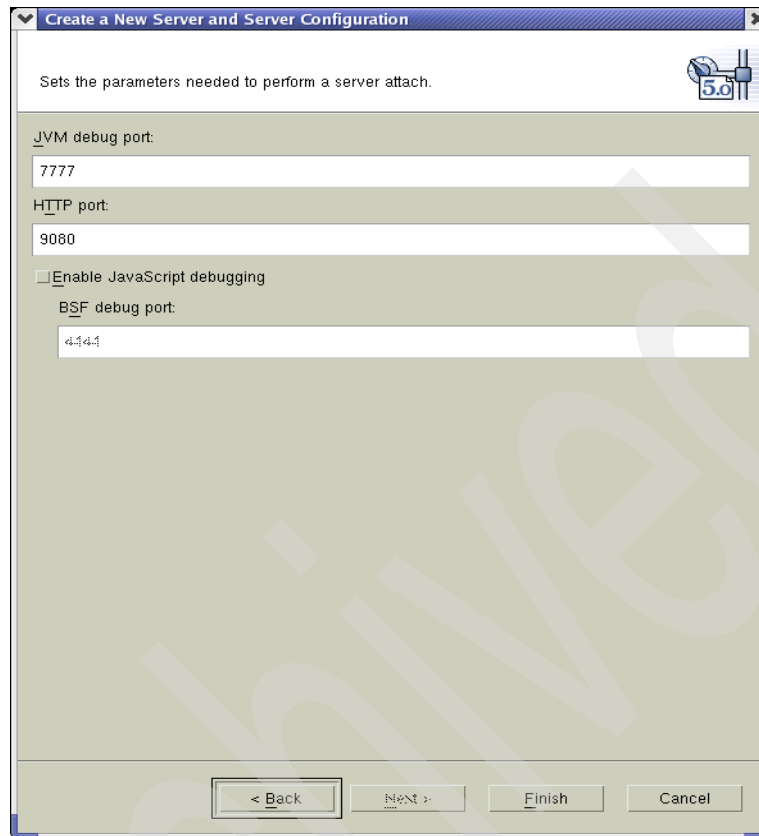 Create a New Server and Server Configuration
Sets the parameters needed to perform a server attach.
5.0
JVM debug port:
7777
HTTP port:
9080
Enable JavaScript debugging
BSF debug port:
4141
< Back
Next >
Finish
Cancel